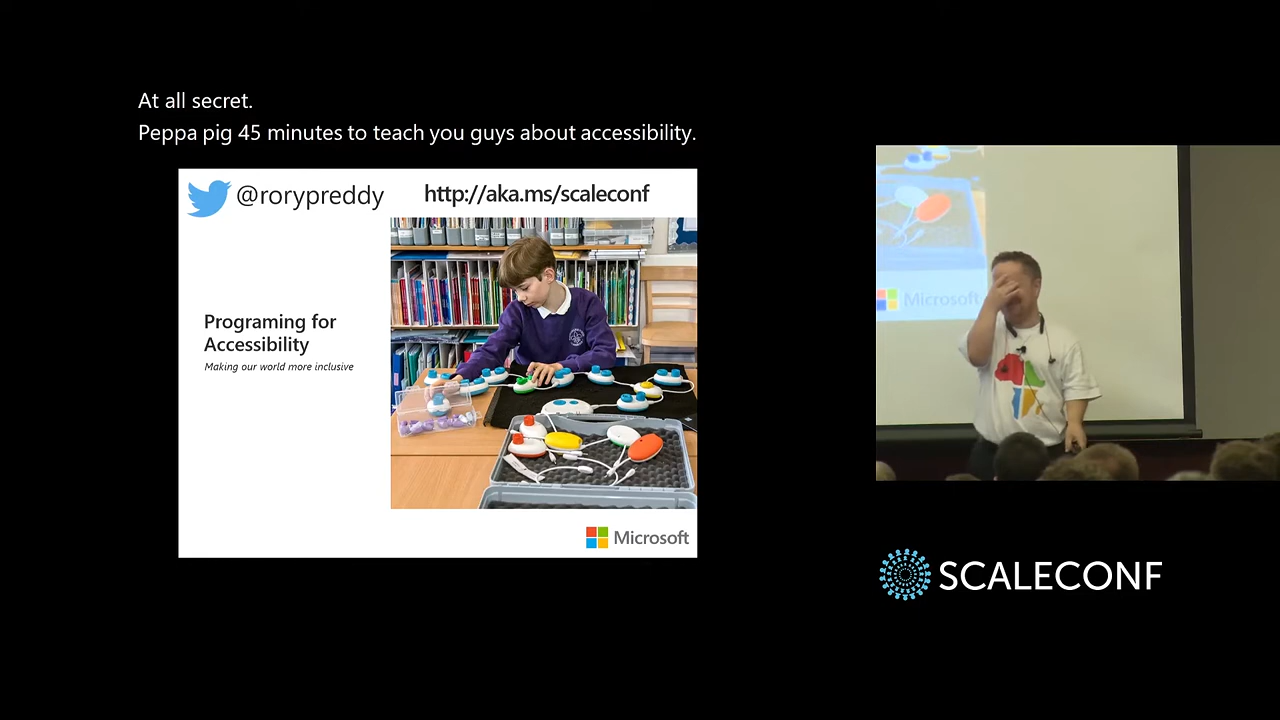 At all secret.
Peppa pig 45 minutes to teach you guys about accessibility.
@rorypreddy
http://aka.ms/scaleconf
Programing for
Accessibility
Making our world more inclusive
Microsoft
Microsoft
SCALECONF